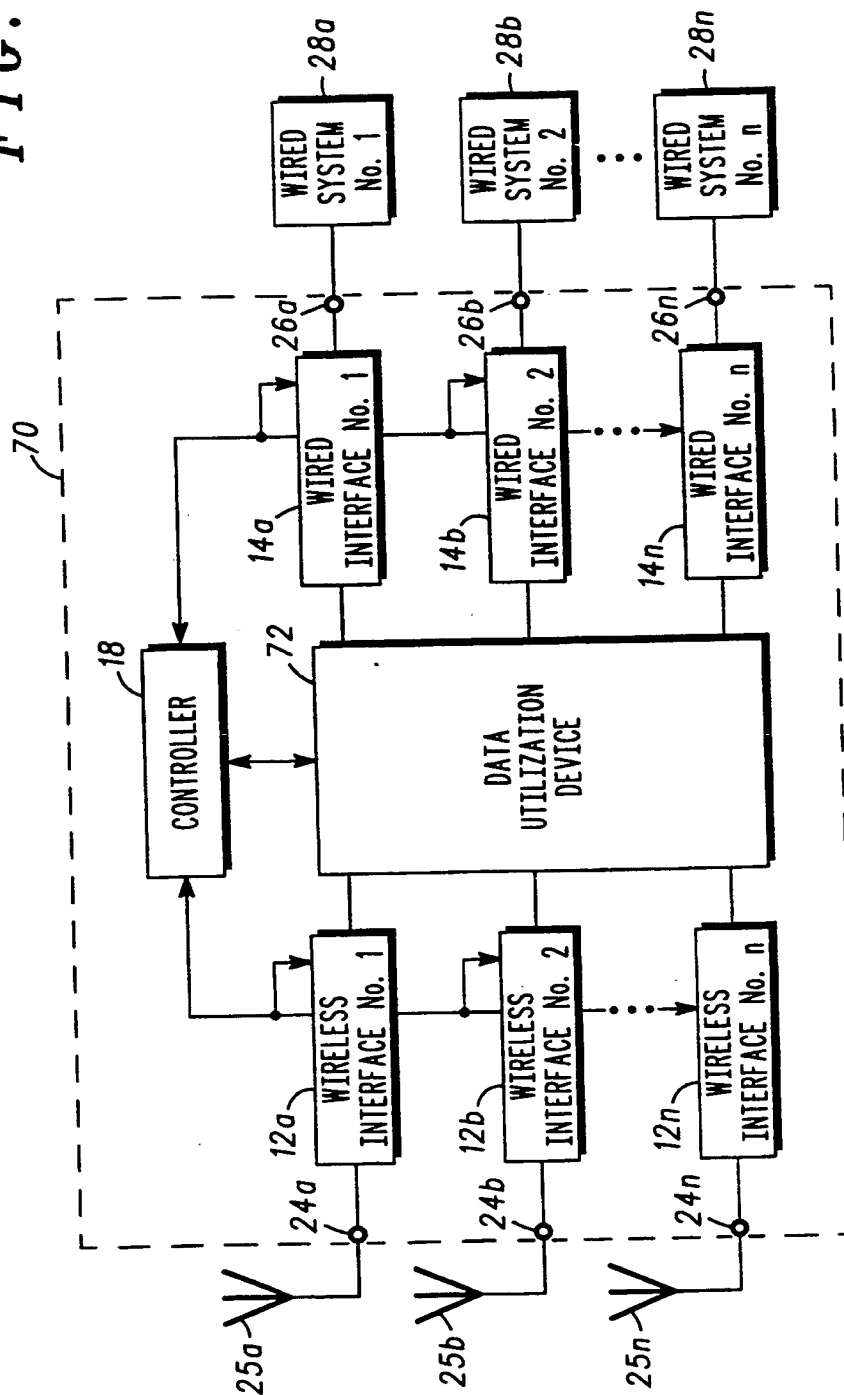 FIG.
70
18
CONTROLLER
72
DATA
UTILIZATION
DEVICE
25a
24a
12a
WIRELESS
INTERFACE No. 1
14a
WIRED
INTERFACE No. 1
26a
WIRED
SYSTEM
No. 1
28a
25b
24b
12b
WIRELESS
INTERFACE No. 2
14b
WIRED
INTERFACE No. 2
26b
WIRED
SYSTEM
No. 2
28b
25n
24n
12n
WIRELESS
INTERFACE No. n
14n
WIRED
INTERFACE No. n
26n
WIRED
SYSTEM
No. n
28n